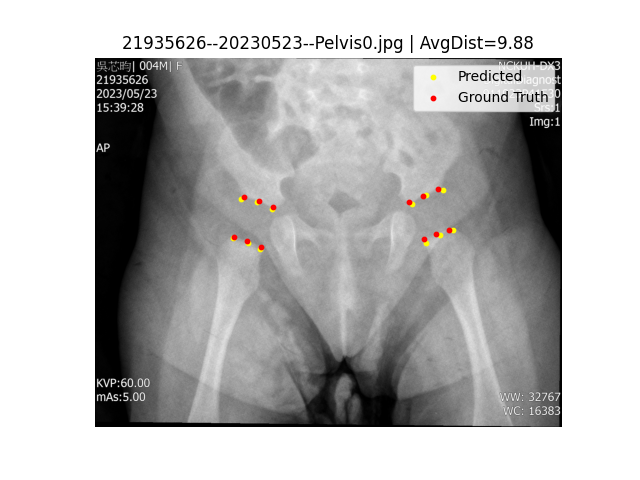 21935626--20230523--Pelvis0.jpg | AvgDist=9.88
吳芯昀| 004M| F
21935626
2023/05/23
15:39:28
AP
NCKUH-DX3
Predicted
Ground Truth
Srs:1
Img:1
KVP:60.00
mAs:5.00
WW: 32767
WC: 16383